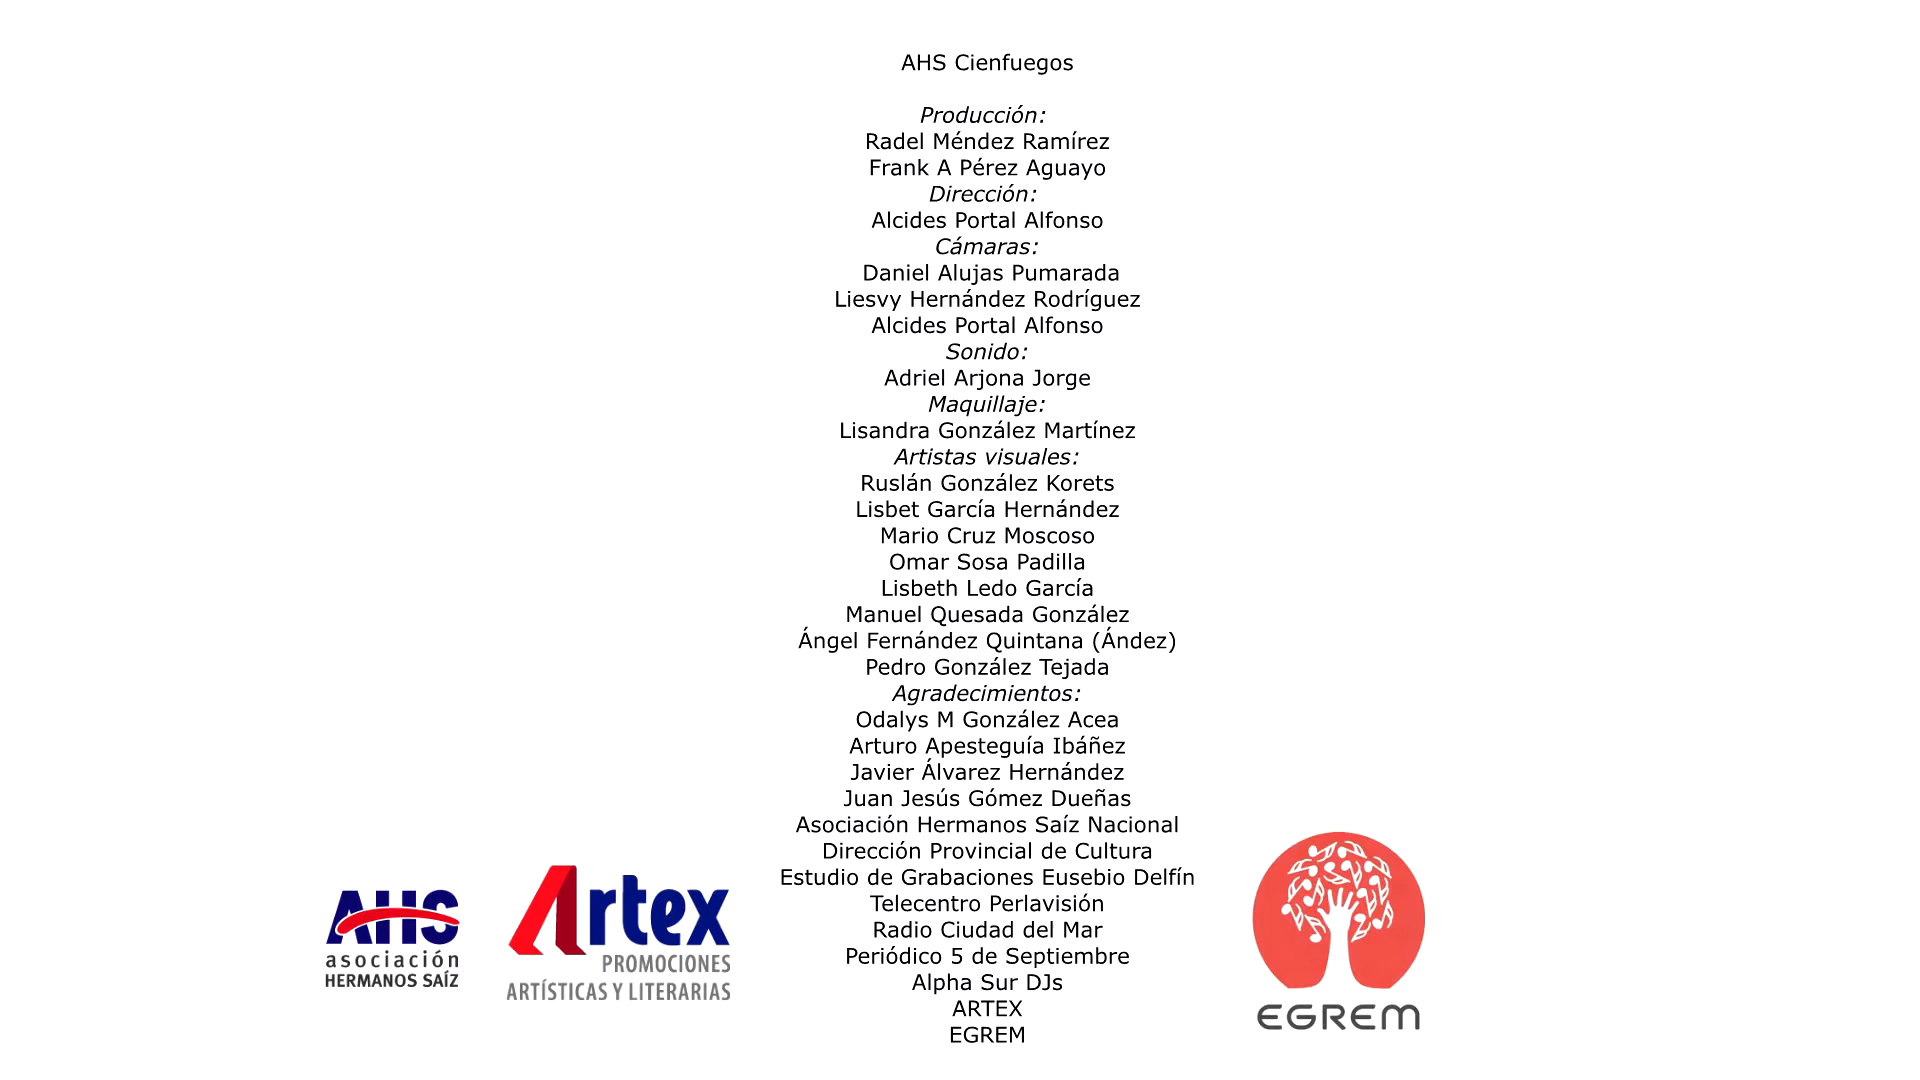 AHS Cienfuegos
Producción:
Radel Méndez Ramírez
Frank A Pérez Aguayo
Dirección:
Alcides Portal Alfonso
Cámaras:
Daniel Alujas Pumarada
Liesvy Hernández Rodríguez
Alcides Portal Alfonso
Sonido:
Adriel Arjona Jorge
Maquillaje:
Lisandra González Martínez
Artistas visuales:
Ruslán González Korets
Lisbet García Hernández
Mario Cruz Moscoso
Omar Sosa Padilla
Lisbeth Ledo García
Manuel Quesada González
Ángel Fernández Quintana (Ández)
Pedro González Tejada
Agradecimientos:
Odalys M González Acea
Arturo Apesteguía Ibáñez
Javier Álvarez Hernández
Juan Jesús Gómez Dueñas
Asociación Hermanos Saíz Nacional
Dirección Provincial de Cultura
Estudio de Grabaciones Eusebio Delfín
Telecentro Perlavisión
Radio Ciudad del Mar
Periódico 5 de Septiembre
Alpha Sur DJs
ARTEX
EGREM
AHS
asociación
HERMANOS SAÍZ
Artex
PROMOCIONES
ARTÍSTICAS Y LITERARIAS
EGREM